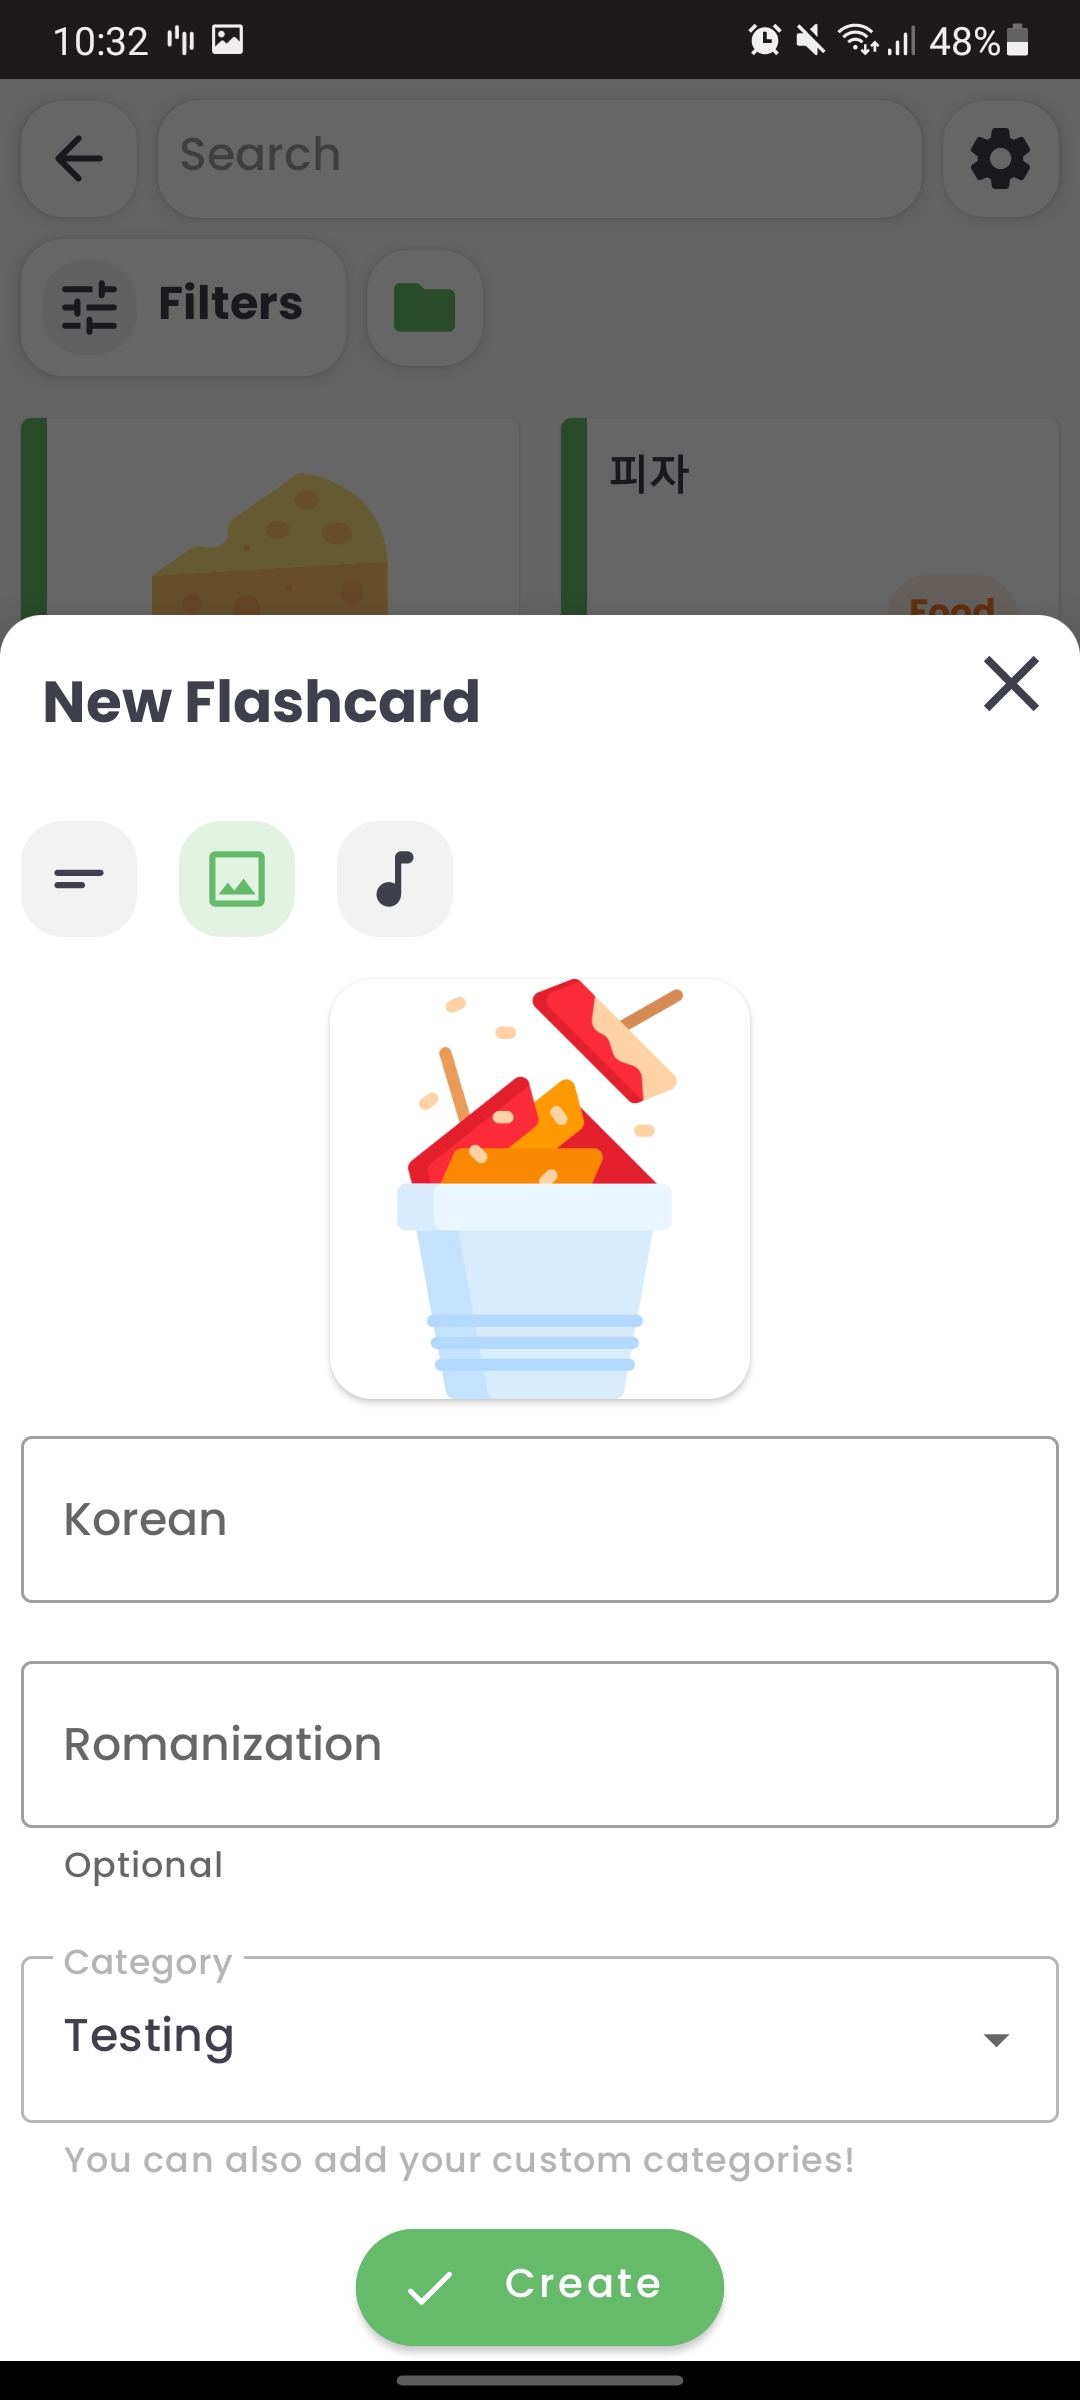 10:32
48%
Search
Filters
피자
Food
New Flashcard
Korean
Romanization
Optional
Category
Testing
You can also add your custom categories!
Create